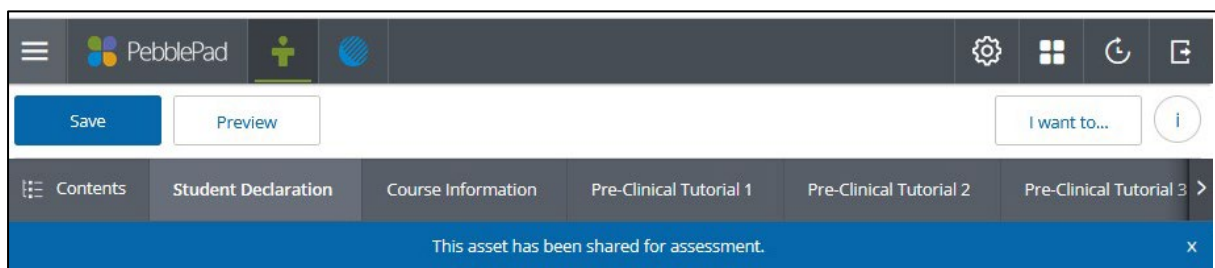 PebblePad
Save Preview I want to... i
Contents Student Declaration Course Information Pre-Clinical Tutorial 1 Pre-Clinical Tutorial 2 Pre-Clinical Tutorial 3
This asset has been shared for assessment. x